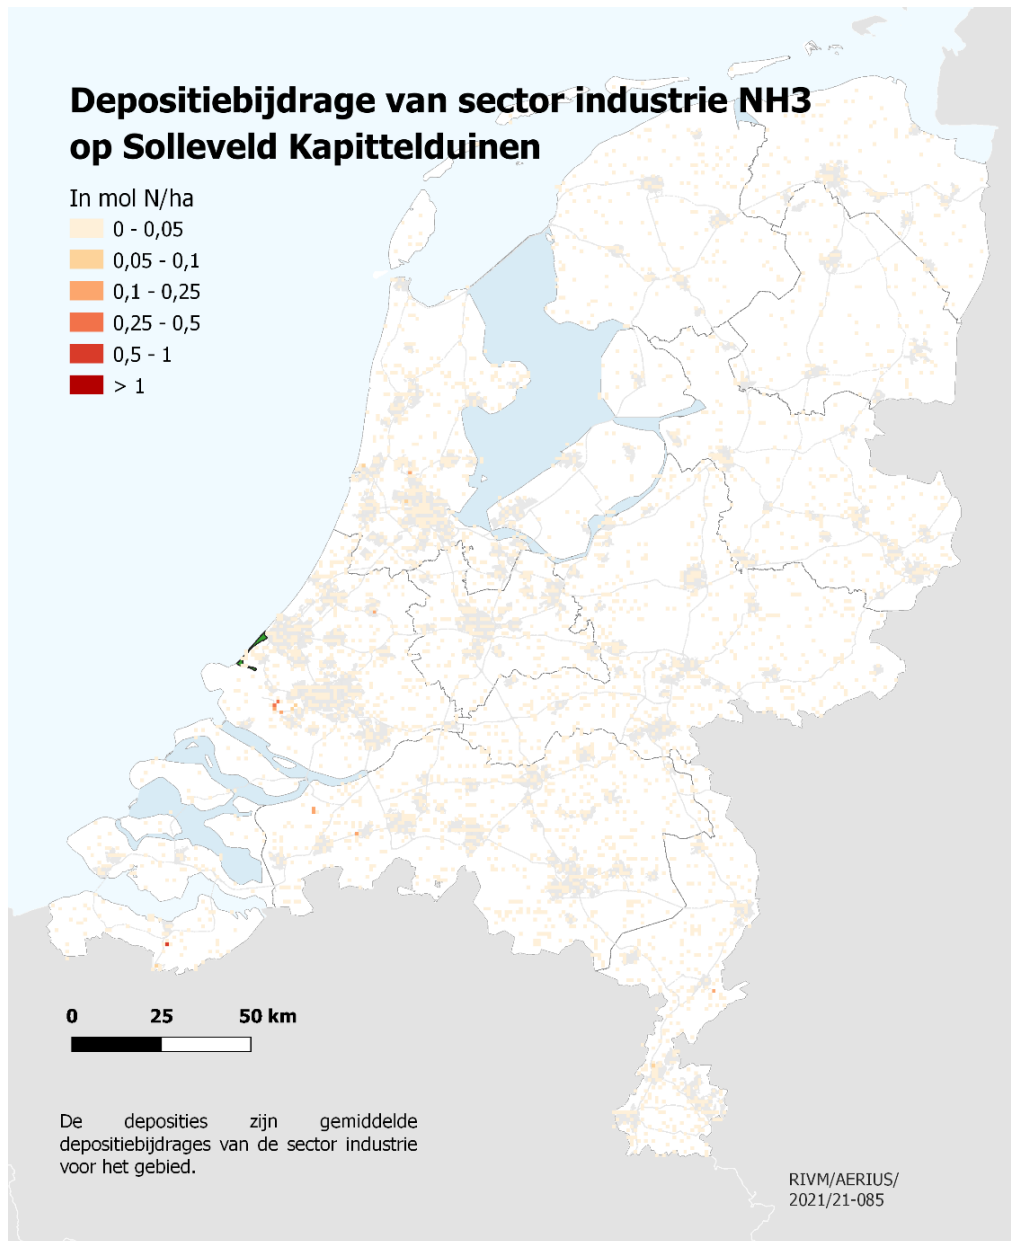 Depositiebijdrage van sector industrie NH3
op Solleveld Kapittelduinen
In mol N/ha
0 - 0,05
0,05 - 0,1
0,1 - 0,25
0,25 - 0,5
0,5 - 1
> 1
0 25 50 km
De deposities zijn gemiddelde
depositiebijdrages van de sector industrie
voor het gebied.
RIVM/AERIUS/
2021/21-085